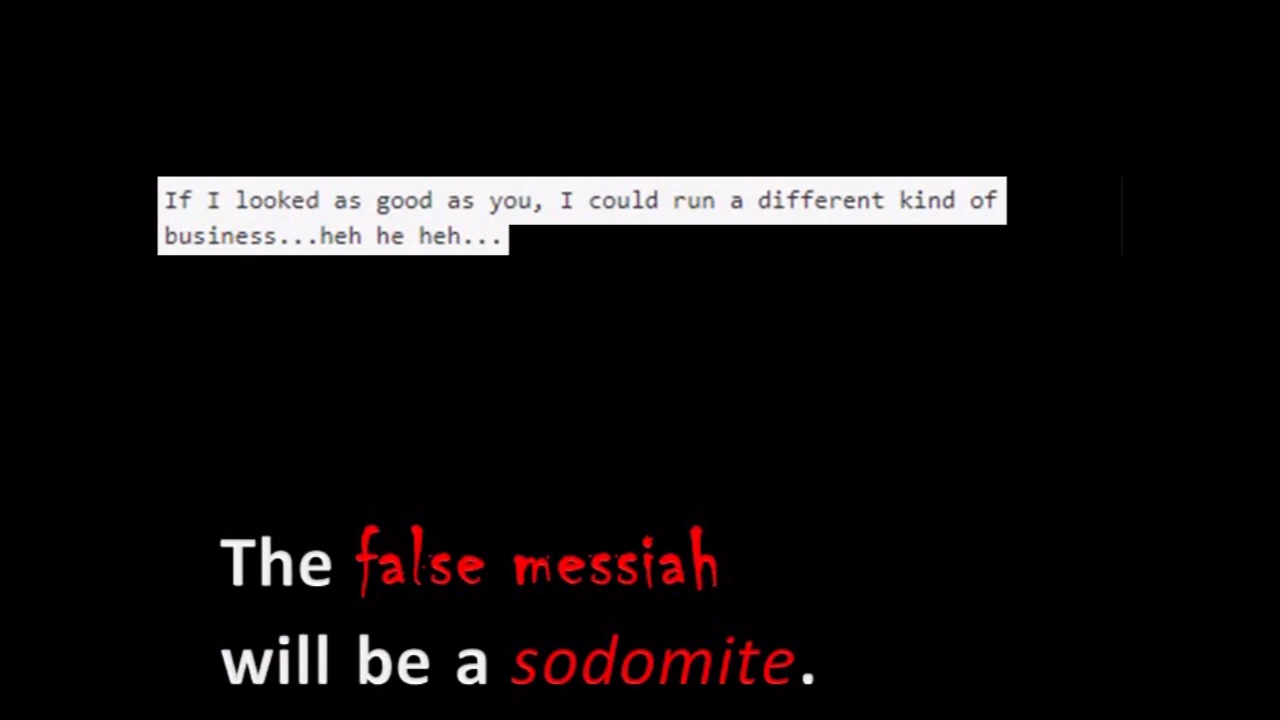 If I looked as good as you, I could run a different kind of
business...heh he heh...
The false messiah
will be a sodomite.